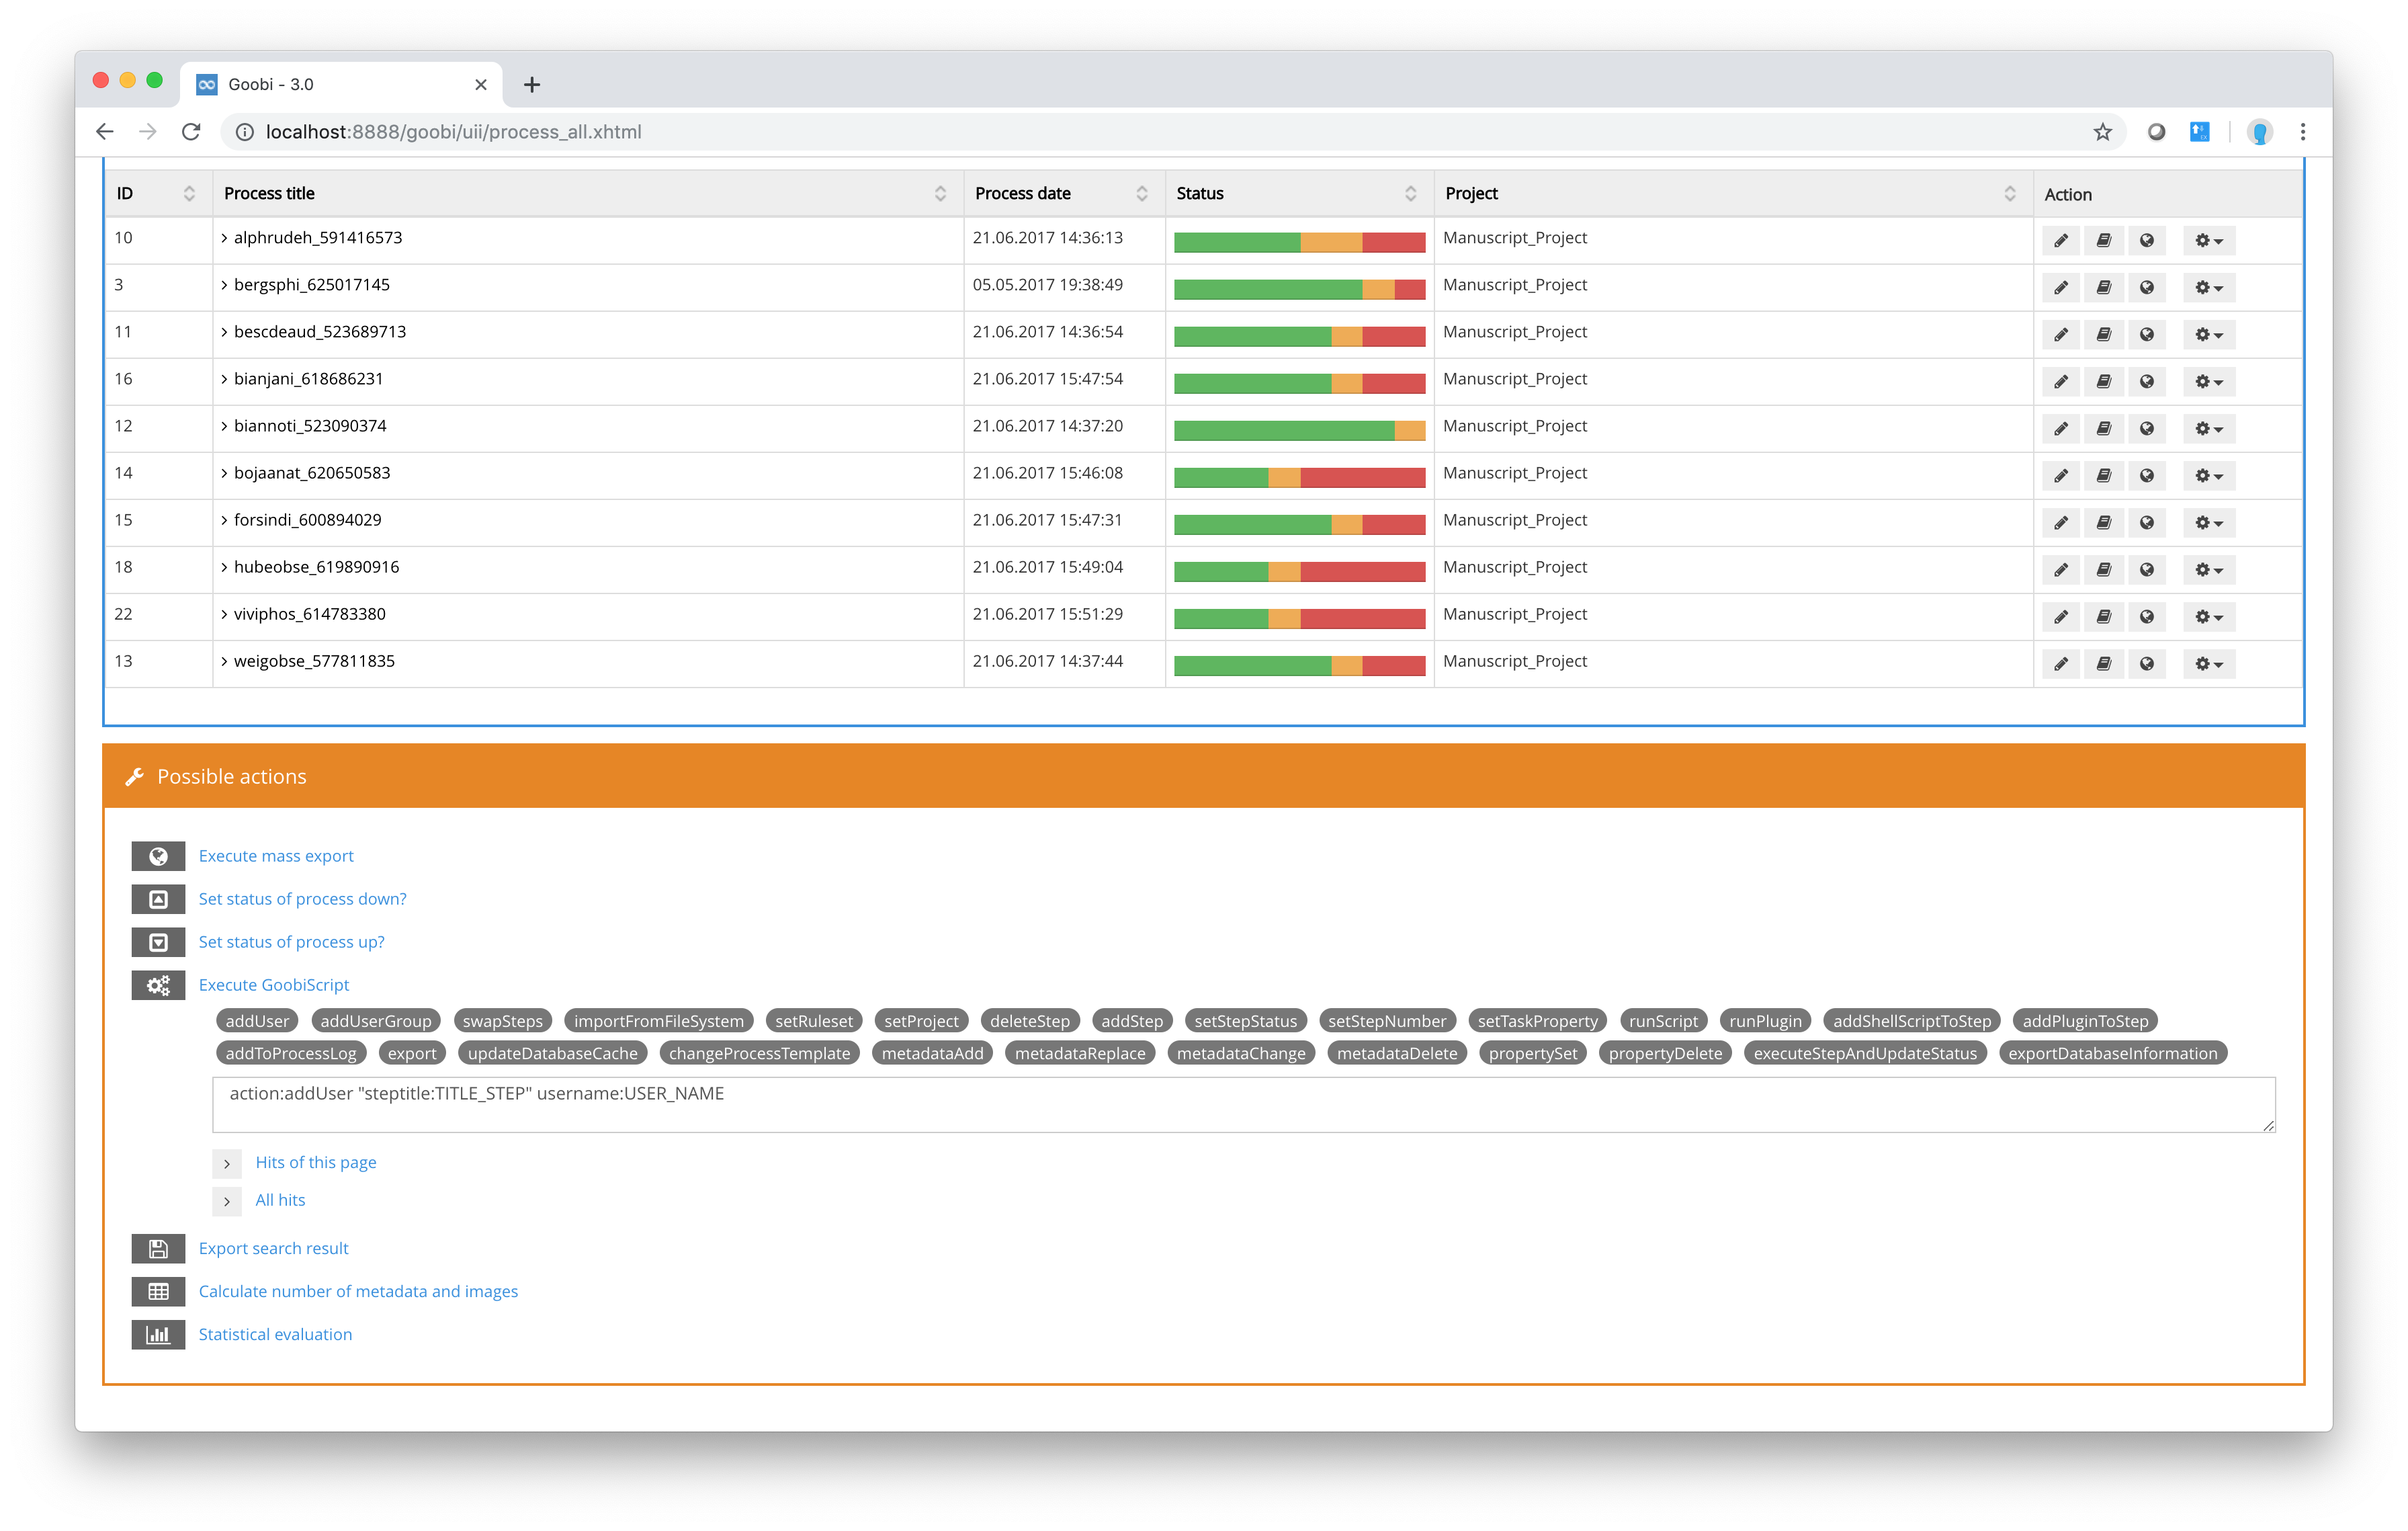 Goobi - 3.0
localhost:8888/goobi/uii/process_all.xhtml
ID Process title Process date Status Project Action
10 alphrudeh_591416573 21.06.2017 14:36:13 Manuscript_Project
3 bergsphi_625017145 05.05.2017 19:38:49 Manuscript_Project
11 bescdeaud_523689713 21.06.2017 14:36:54 Manuscript_Project
16 bianjani_618686231 21.06.2017 15:47:54 Manuscript_Project
12 biannoti_523090374 21.06.2017 14:37:20 Manuscript_Project
14 bojaanat_620650583 21.06.2017 15:46:08 Manuscript_Project
15 forsindi_600894029 21.06.2017 15:47:31 Manuscript_Project
18 hubeobse_619890916 21.06.2017 15:49:04 Manuscript_Project
22 viviphos_614783380 21.06.2017 15:51:29 Manuscript_Project
13 weigobse_577811835 21.06.2017 14:37:44 Manuscript_Project
Possible actions
Execute mass export
Set status of process down?
Set status of process up?
Execute GoobiScript
addUser addUserGroup swapSteps importFromFileSystem setRuleset setProject deleteStep addStep setStepStatus setStepNumber setTaskProperty runScript runPlugin addShellScriptToStep addPluginToStep
addToProcessLog export updateDatabaseCache changeProcessTemplate metadataAdd metadataReplace metadataChange metadataDelete propertySet propertyDelete executeStepAndUpdateStatus exportDatabaseInformation
action:addUser "steptitle:TITLE_STEP" username:USER_NAME
Hits of this page
All hits
Export search result
Calculate number of metadata and images
Statistical evaluation